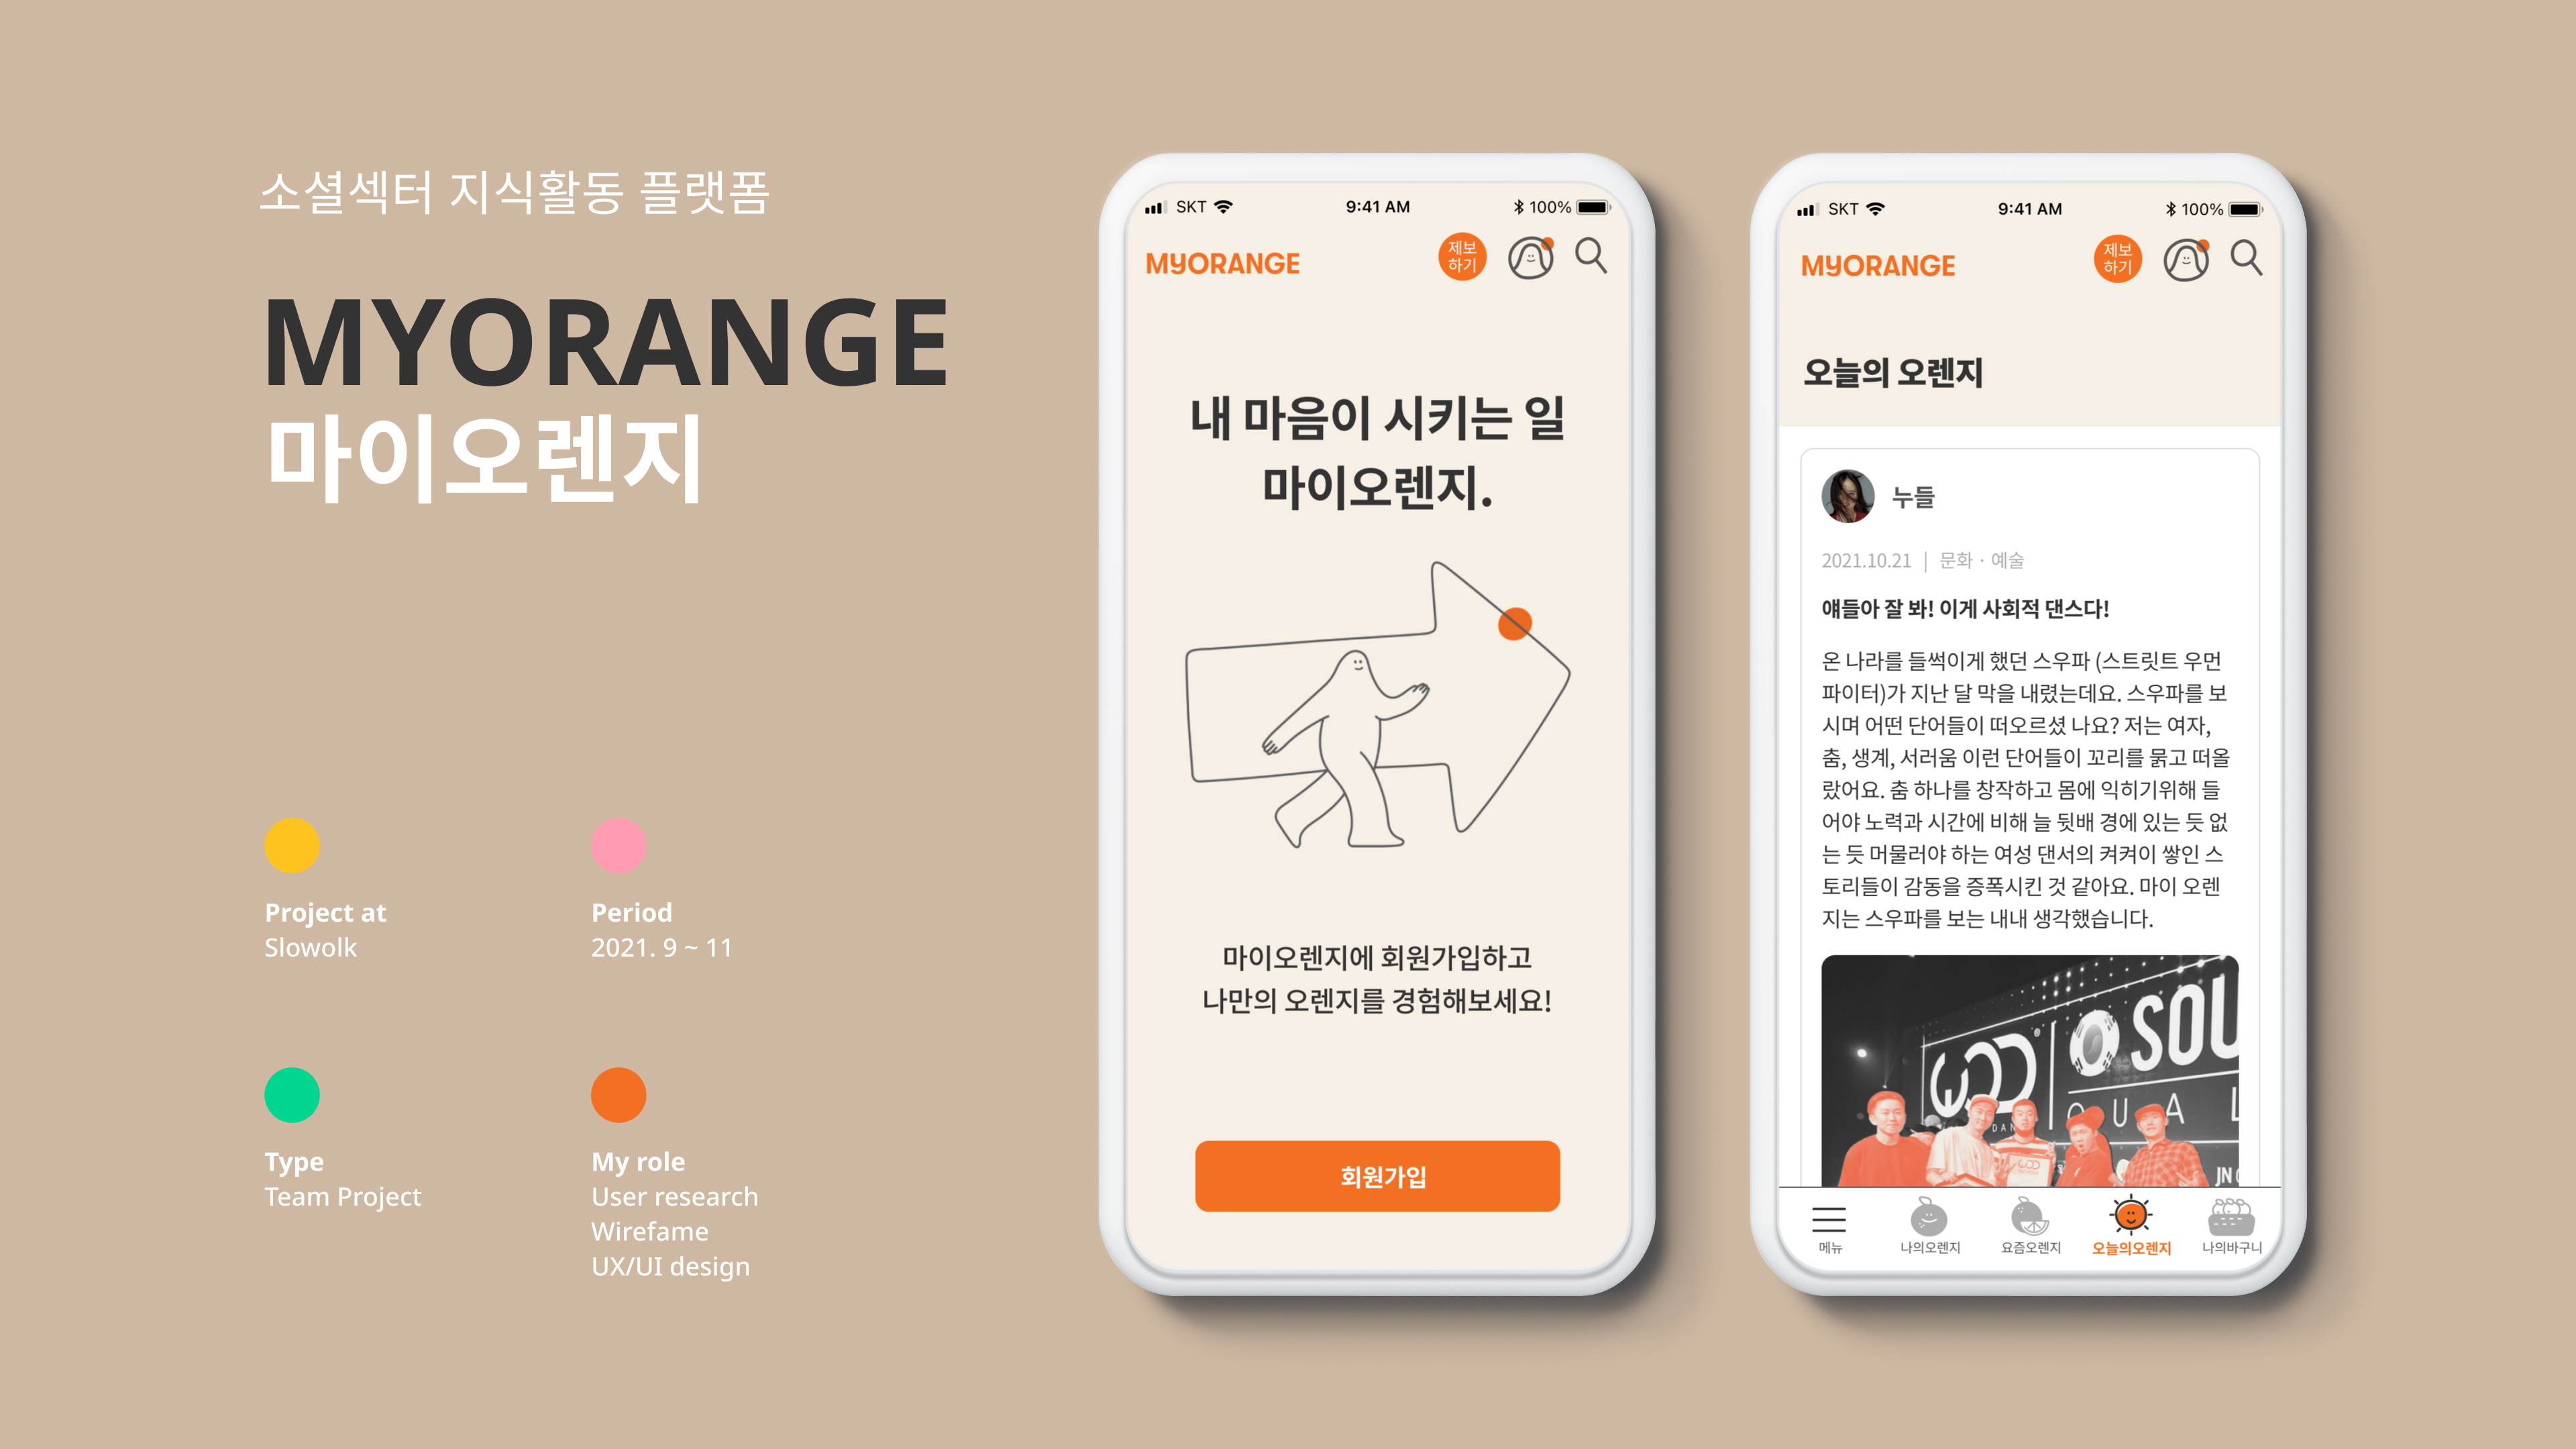 소셜섹터 지식활동 플랫폼
MYORANGE
마이오렌지
Project at
Slowolk
Period
2021. 9 ~ 11
Type
Team Project
My role
User research
Wirefame
UX/UI design
SKT 9:41 AM 100%
MYORANGE 제보
하기
내 마음이 시키는 일
마이오렌지.
마이오렌지에 회원가입하고
나만의 오렌지를 경험해보세요!
회원가입
SKT 9:41 AM 100%
MYORANGE 제보
하기
오늘의 오렌지
누들
2021.10.21 | 문화 · 예술
얘들아 잘 봐! 이게 사회적 댄스다!
온 나라를 들썩이게 했던 스우파 (스트릿트 우먼
파이터)가 지난 달 막을 내렸는데요. 스우파를 보
시며 어떤 단어들이 떠오르셨 나요? 저는 여자,
춤, 생계, 서러움 이런 단어들이 꼬리를 묽고 떠올
랐어요. 춤 하나를 창작하고 몸에 익히기위해 들
어야 노력과 시간에 비해 늘 뒷배 경에 있는 듯 없
는 듯 머물러야 하는 여성 댄서의 켜켜이 쌓인 스
토리들이 감동을 증폭시킨 것 같아요. 마이 오렌
지는 스우파를 보는 내내 생각했습니다.
WOD SOU
QUAL
DAN
JN
메뉴 나의오렌지 요즘오렌지 오늘의오렌지 나의바구니